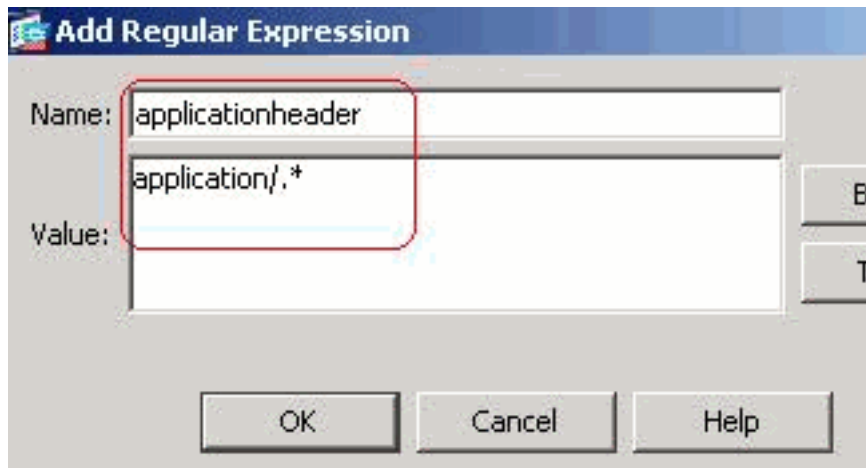 Add Regular Expression
Name: applicationheader
application/.*
Value:
B
T
OK Cancel Help